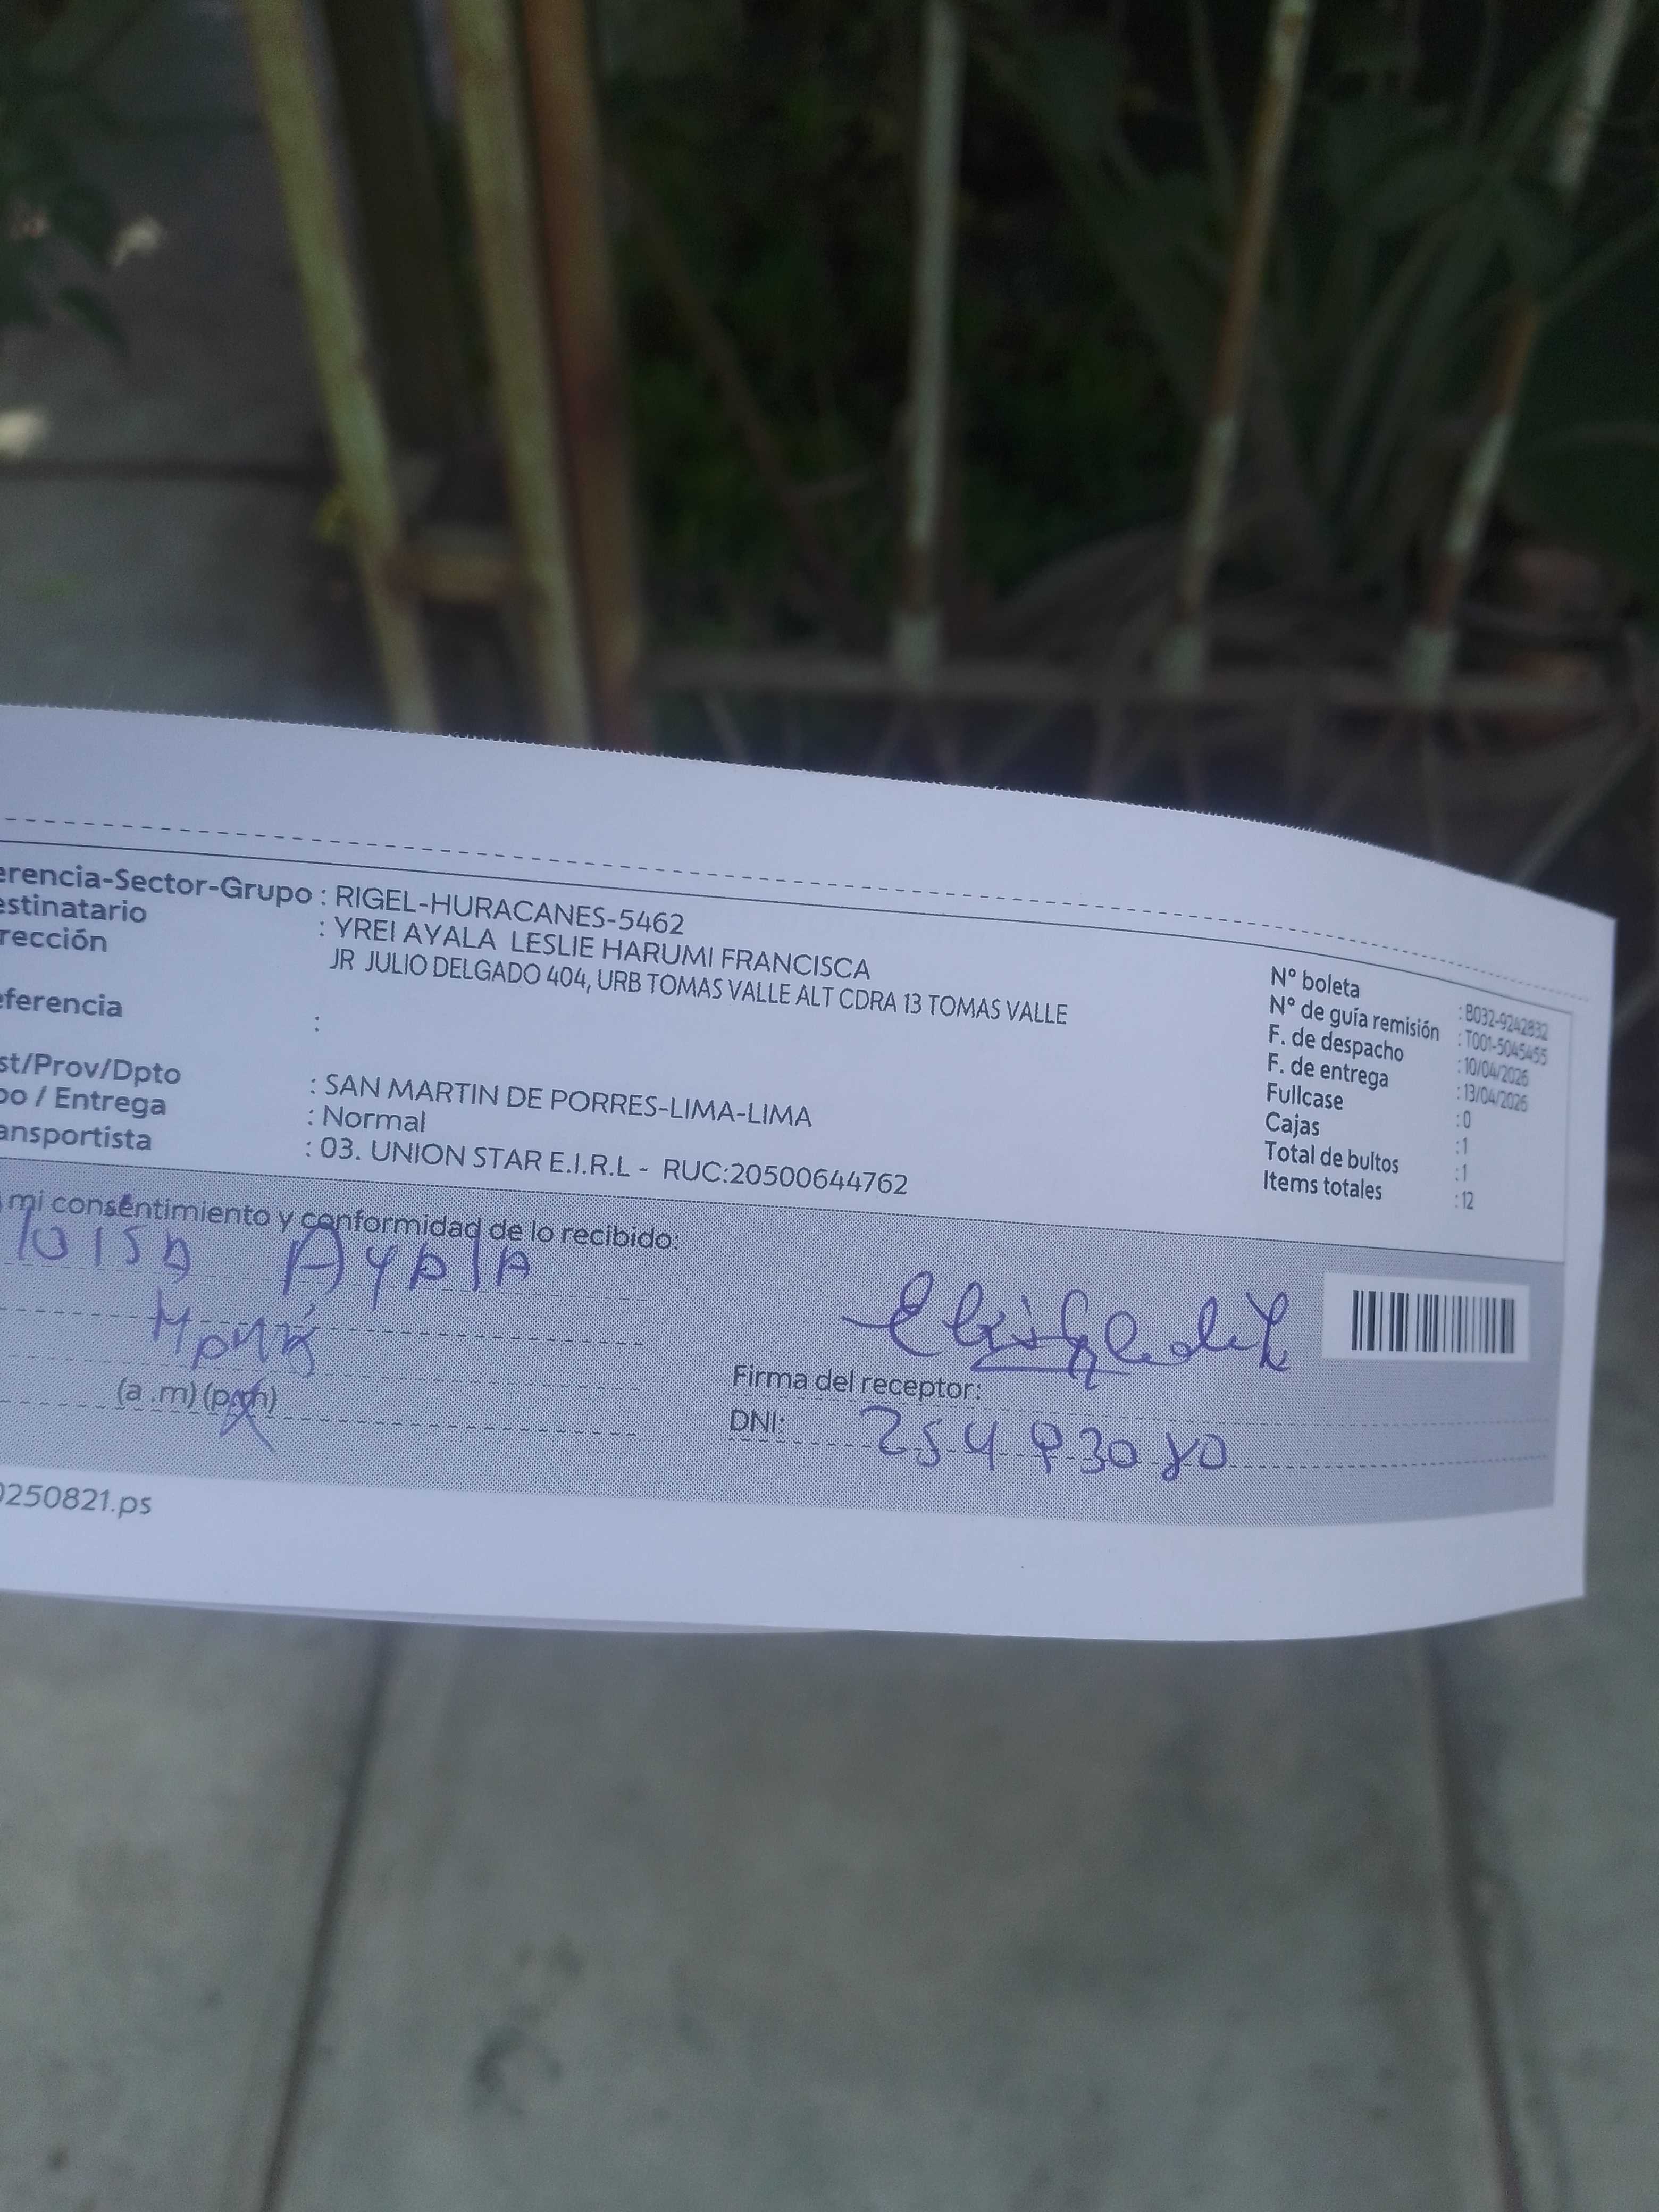 erencia-Sector-Grupo : RIGEL-HURACANES-5462
estinatario : YREI AYALA LESLIE HARUMI FRANCISCA
rección JR JULIO DELGADO 404, URB TOMAS VALLE ALT CDRA 13 TOMAS VALLE
eferencia :
st/Prov/Dpto : SAN MARTIN DE PORRES-LIMA-LIMA
po / Entrega : Normal
ansportista : 03. UNION STAR E.I.R.L - RUC:20500644762
N° boleta : B032-9242832
N° de guía remisión : T001-5045455
F. de despacho : 10/04/2026
F. de entrega : 13/04/2026
Fullcase : 0
Cajas : 1
Total de bultos : 1
Items totales : 12
mi consentimiento y conformidad de lo recibido:
Ayala
(a .m) (p.m)
Firma del receptor:
DNI:
0250821.ps